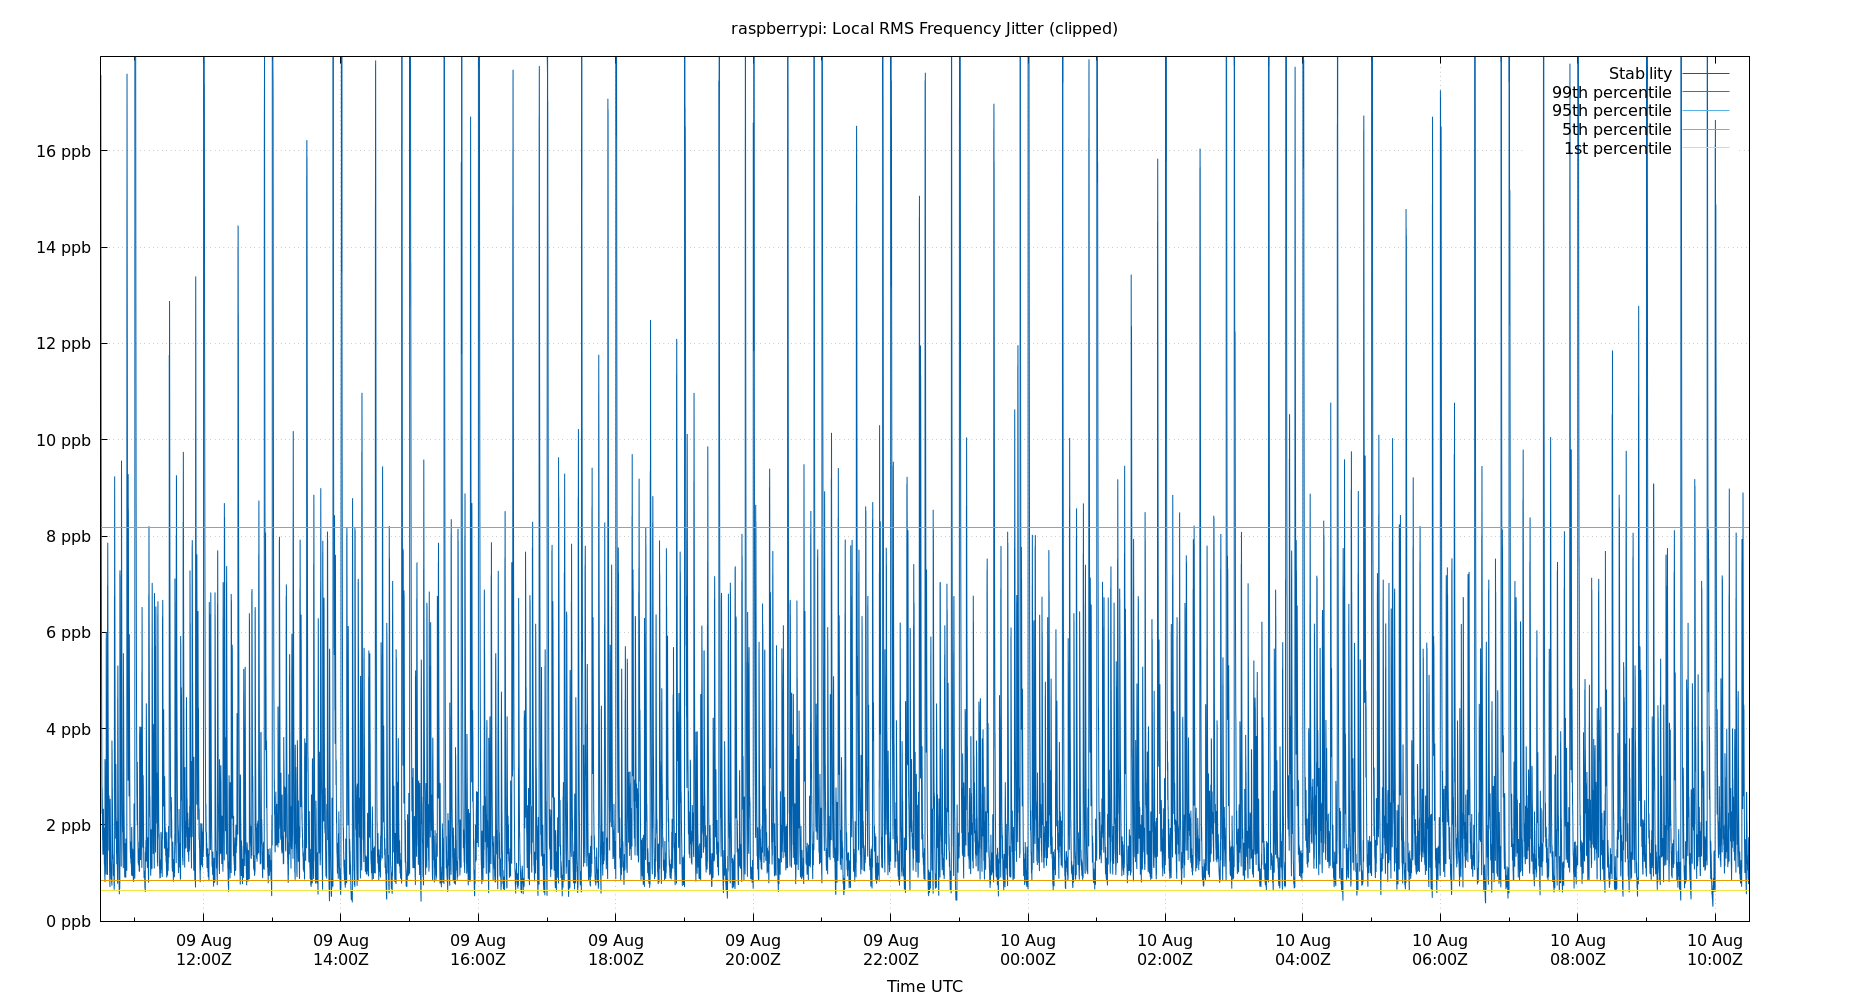 raspberrypi: Local RMS Frequency Jitter (clipped)
Stability
99th percentile
95th percentile
5th percentile
1st percentile
16 ppb
14 ppb
12 ppb
10 ppb
8 ppb
6 ppb
4 ppb
2 ppb
0 ppb
09 Aug 09 Aug 09 Aug 09 Aug 09 Aug 09 Aug 10 Aug 10 Aug 10 Aug 10 Aug 10 Aug 10 Aug
12:00Z 14:00Z 16:00Z 18:00Z 20:00Z 22:00Z 00:00Z 02:00Z 04:00Z 06:00Z 08:00Z 10:00Z
Time UTC